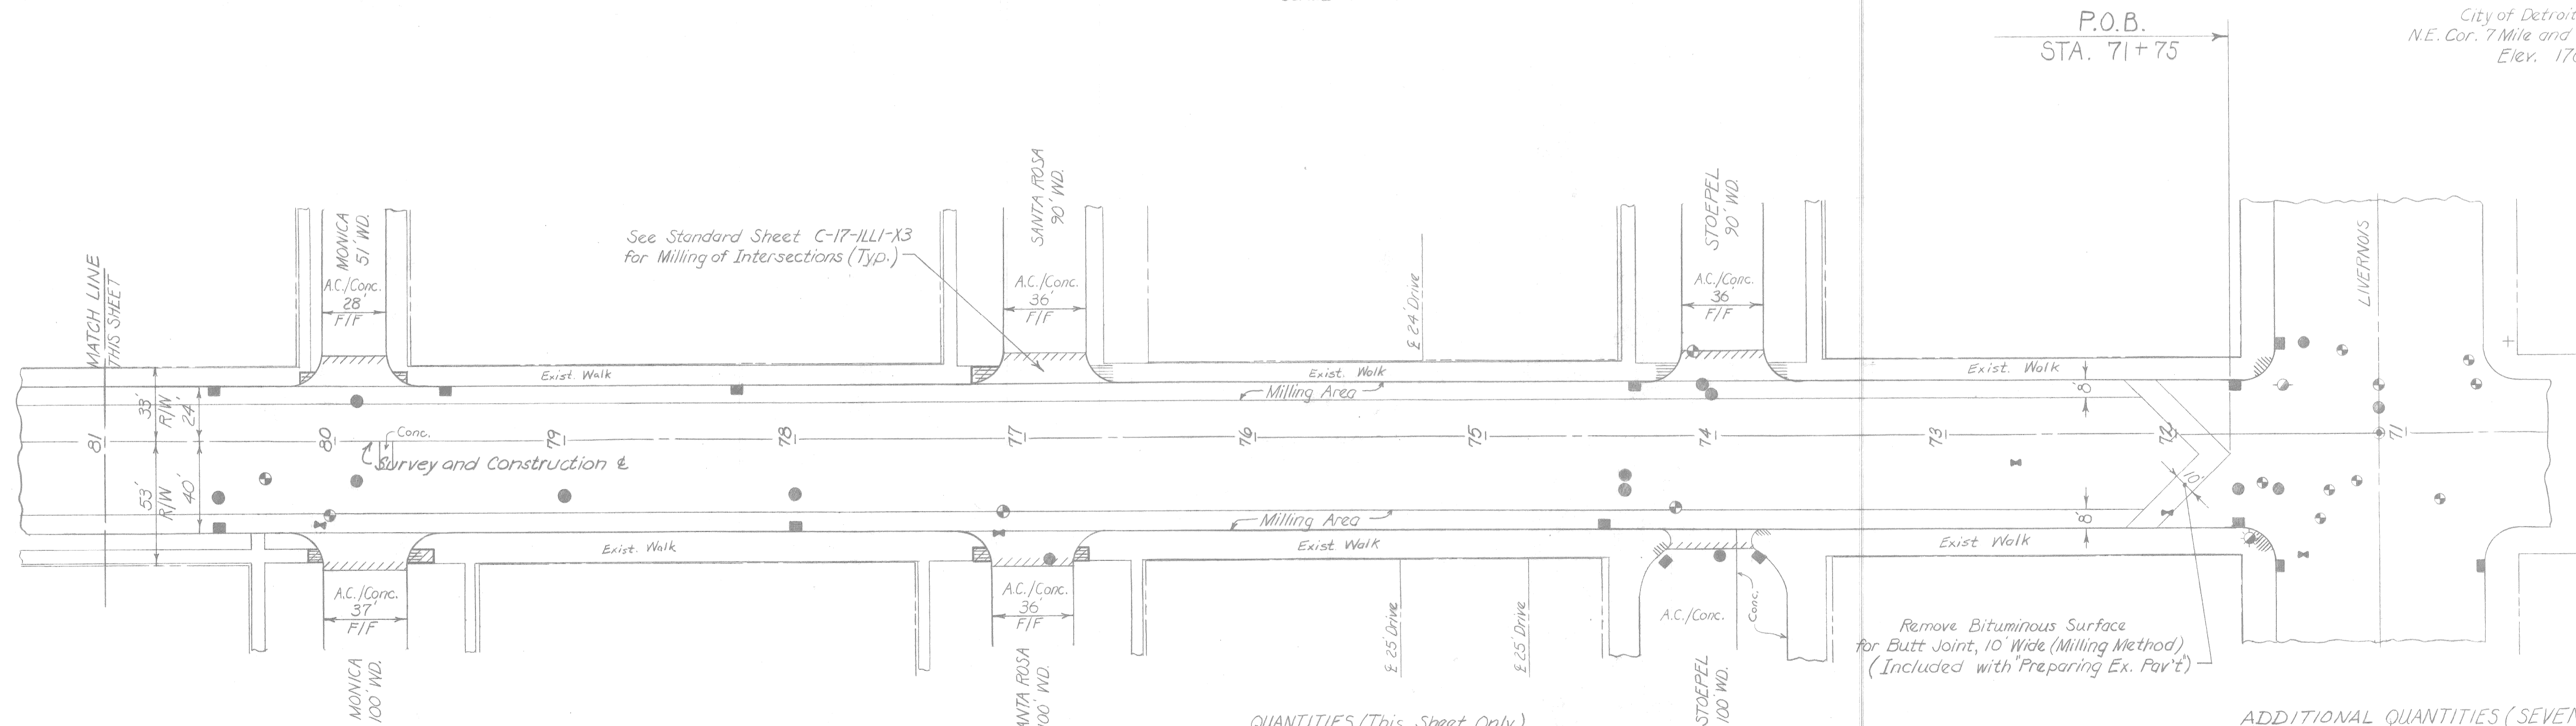 P.O.B.
STA. 71+75
City of Detroit
N.E. Cor. 7 Mile and
Elev.
MATCH LINE
THIS SHEET
MONICA
51' WD.
A.C./Conc.
28'
F/F
See Standard Sheet C-17-ILLI-X3
for Milling of Intersections (Typ.)
SANTA ROSA
90' WD.
A.C./Conc.
36'
F/F
℄ 24' Drive
STOEPEL
90' WD.
A.C./Conc.
36'
F/F
LIVERNOIS
Exist. Walk
Exist. Walk
Exist. Walk
Milling Area
8'
33'
R/W
24'
81
80
79
78
77
76
75
74
73
72
71
Conc.
Survey and Construction ℄
53'
R/W
40'
10'
Milling Area
8'
Exist. Walk
Exist Walk
Exist Walk
A.C./Conc.
37'
F/F
MONICA
100' WD.
A.C./Conc.
36'
F/F
ANTA ROSA
100' WD.
℄ 25' Drive
℄ 25' Drive
A.C./Conc.
Conc.
STOEPEL
100' WD.
Remove Bituminous Surface
for Butt Joint, 10' Wide (Milling Method)
(Included with "Preparing Ex. Pav't")
QUANTITIES (This Sheet Only)
ADDITIONAL QUANTITIES (SEVE